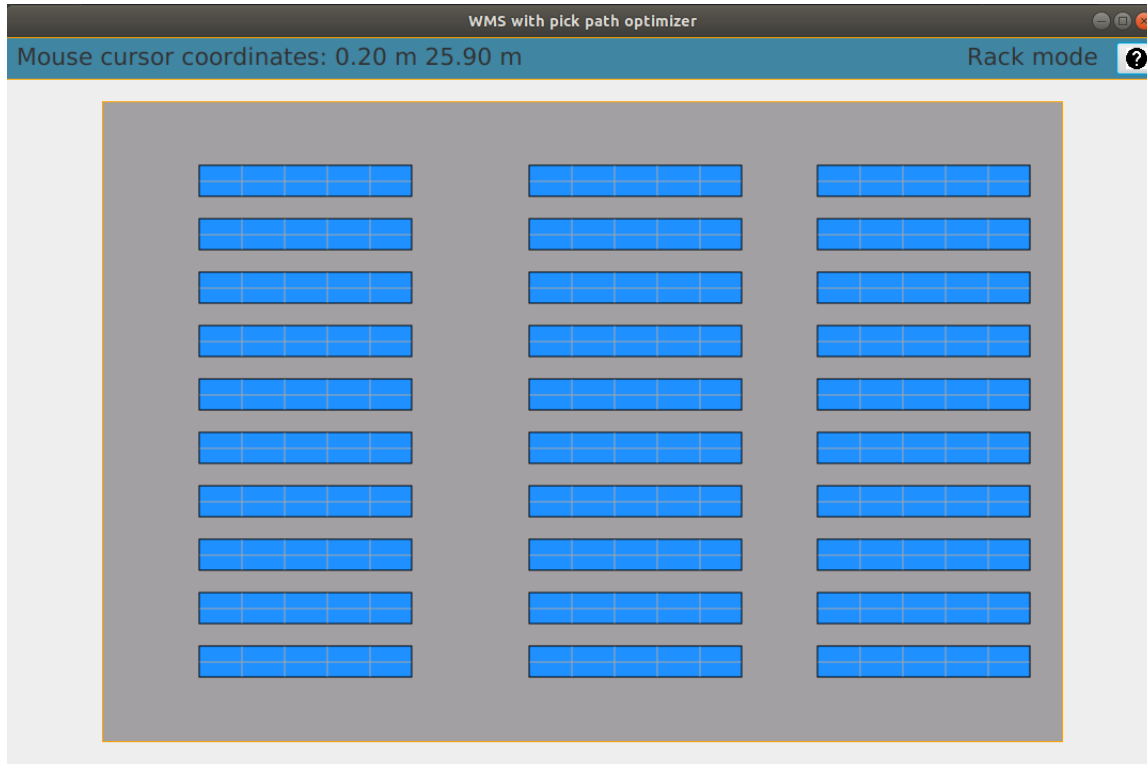 WMS with pick path optimizer
Mouse cursor coordinates: 0.20 m 25.90 m
Rack mode
?